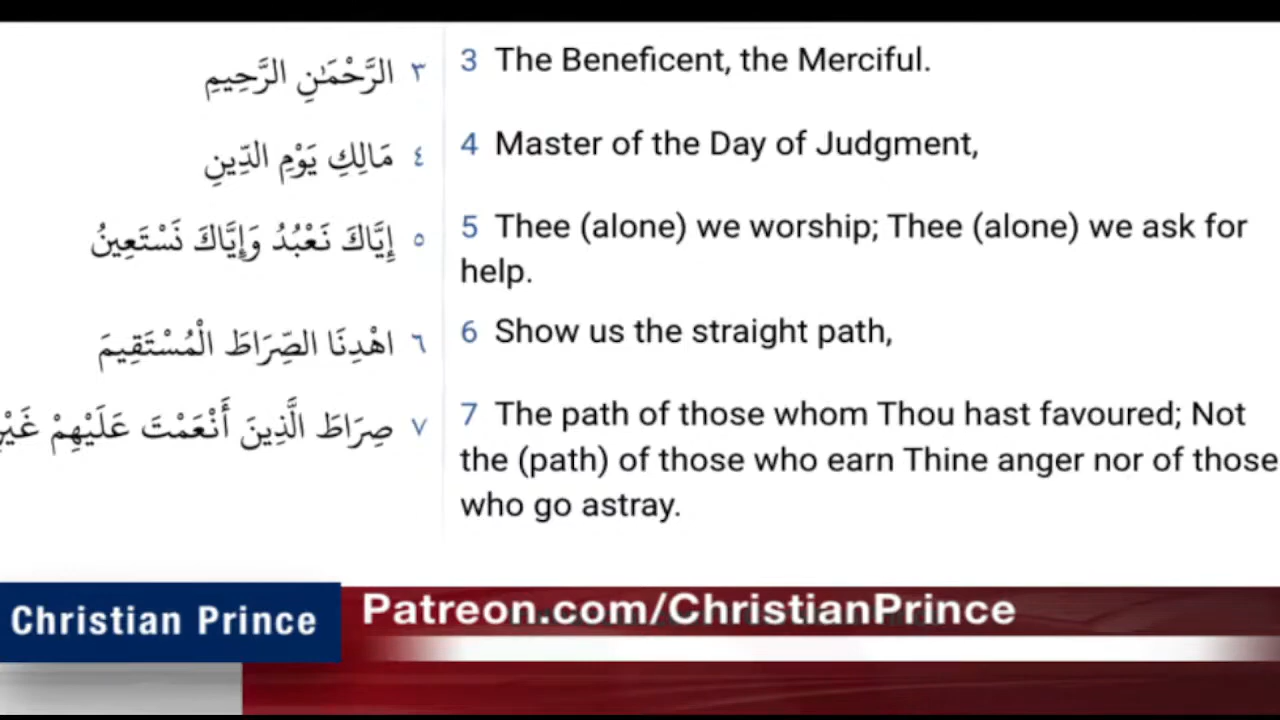 ٣ الرَّحْمَٰنِ الرَّحِيمِ
3 The Beneficent, the Merciful.
٤ مَالِكِ يَوْمِ الدِّينِ
4 Master of the Day of Judgment,
٥ إِيَّاكَ نَعْبُدُ وَإِيَّاكَ نَسْتَعِينُ
5 Thee (alone) we worship; Thee (alone) we ask for
help.
٦ اهْدِنَا الصِّرَاطَ الْمُسْتَقِيمَ
6 Show us the straight path,
٧ صِرَاطَ الَّذِينَ أَنْعَمْتَ عَلَيْهِمْ
7 The path of those whom Thou hast favoured; Not
the (path) of those who earn Thine anger nor of those
who go astray.
Christian Prince
Patreon.com/ChristianPrince